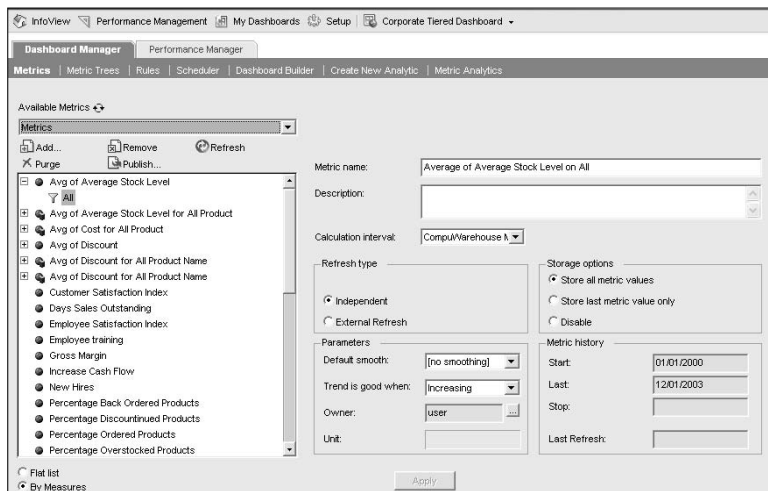 InfoView Performance Management My Dashboards Setup Corporate Tiered Dashboard
Dashboard Manager Performance Manager
Metrics | Metric Trees | Rules | Scheduler | Dashboard Builder | Create New Analytic | Metric Analytics
Available Metrics
Metrics
Add... Remove Refresh
Purge Publish...
Avg of Average Stock Level
All
Avg of Average Stock Level for All Product
Avg of Cost for All Product
Avg of Discount
Avg of Discount for All Product Name
Avg of Discount for All Product Name
Customer Satisfaction Index
Days Sales Outstanding
Employee Satisfaction Index
Employee training
Gross Margin
Increase Cash Flow
New Hires
Percentage Back Ordered Products
Percentage Discountinued Products
Percentage Ordered Products
Percentage Overstocked Products
Flat list
By Measures
Metric name: Average of Average Stock Level on All
Description:
Calculation interval: CompuWarehouse M
Refresh type
Independent
External Refresh
Storage options
Store all metric values
Store last metric value only
Disable
Parameters
Default smooth: [no smoothing]
Trend is good when: Increasing
Owner: user ...
Unit:
Metric history
Start: 01/01/2000
Last: 12/01/2003
Stop:
Last Refresh:
Apply